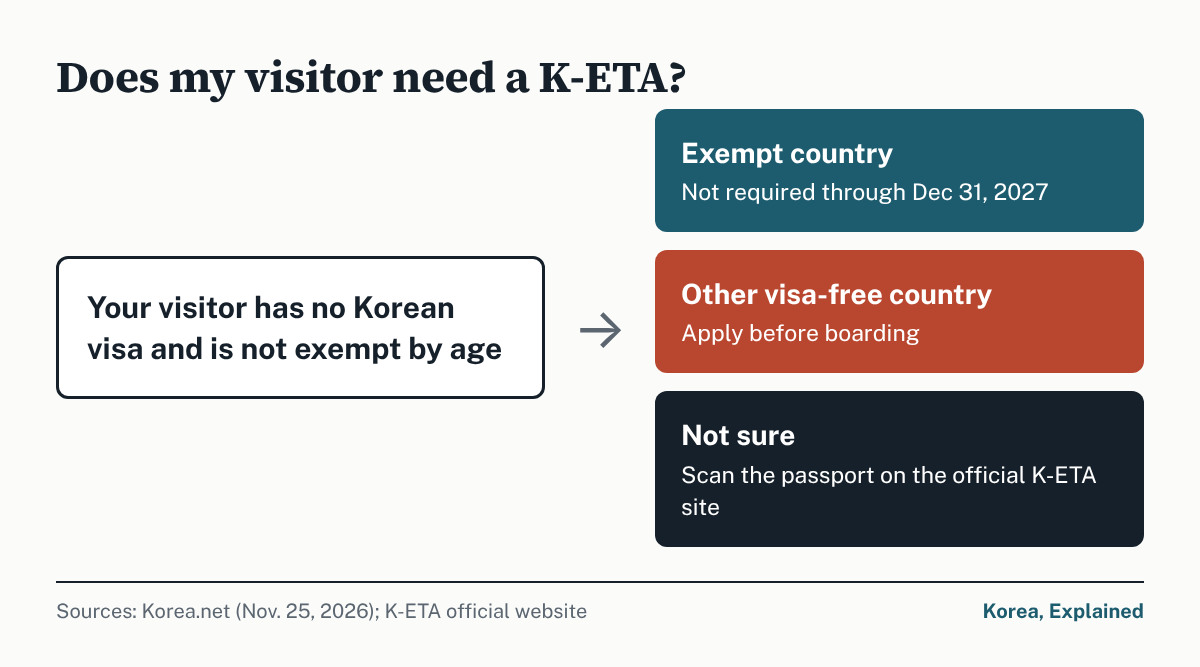 Does my visitor need a K-ETA?
Your visitor has no Korean
visa and is not exempt by age
→
Exempt country
Not required through Dec 31, 2027
Other visa-free country
Apply before boarding
Not sure
Scan the passport on the official K-ETA
site
Sources: Korea.net (Nov. 25, 2026); K-ETA official website
Korea, Explained